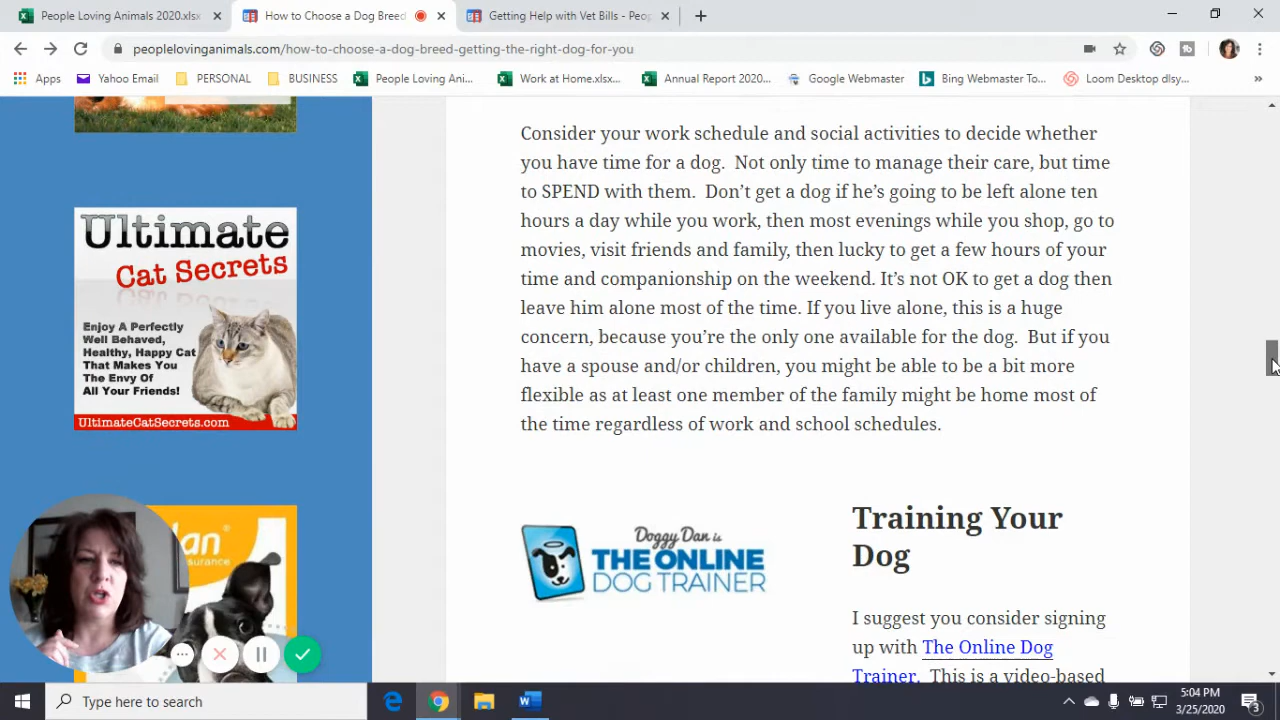 People Loving Animals 2020.xlsx
How to Choose a Dog Breed
Getting Help with Vet Bills - Peop
peoplelovinganimals.com/how-to-choose-a-dog-breed-getting-the-right-dog-for-you
Apps
Yahoo Email
PERSONAL
BUSINESS
People Loving Ani...
Work at Home.xlsx...
Annual Report 2020...
Google Webmaster
Bing Webmaster To...
Loom Desktop dlsy...
»
Consider your work schedule and social activities to decide whether
you have time for a dog.  Not only time to manage their care, but time
to SPEND with them.  Don’t get a dog if he’s going to be left alone ten
hours a day while you work, then most evenings while you shop, go to
movies, visit friends and family, then lucky to get a few hours of your
time and companionship on the weekend. It’s not OK to get a dog then
leave him alone most of the time. If you live alone, this is a huge
concern, because you’re the only one available for the dog.  But if you
have a spouse and/or children, you might be able to be a bit more
flexible as at least one member of the family might be home most of
the time regardless of work and school schedules.
Ultimate
Cat Secrets
Enjoy A Perfectly
Well Behaved,
Healthy, Happy Cat
That Makes You
The Envy Of
All Your Friends!
UltimateCatSecrets.com
Doggy Dan is
THE ONLINE
DOG TRAINER
Training Your
Dog
I suggest you consider signing
up with The Online Dog
Trainer.  This is a video-based
Type here to search
5:04 PM
3/25/2020
3